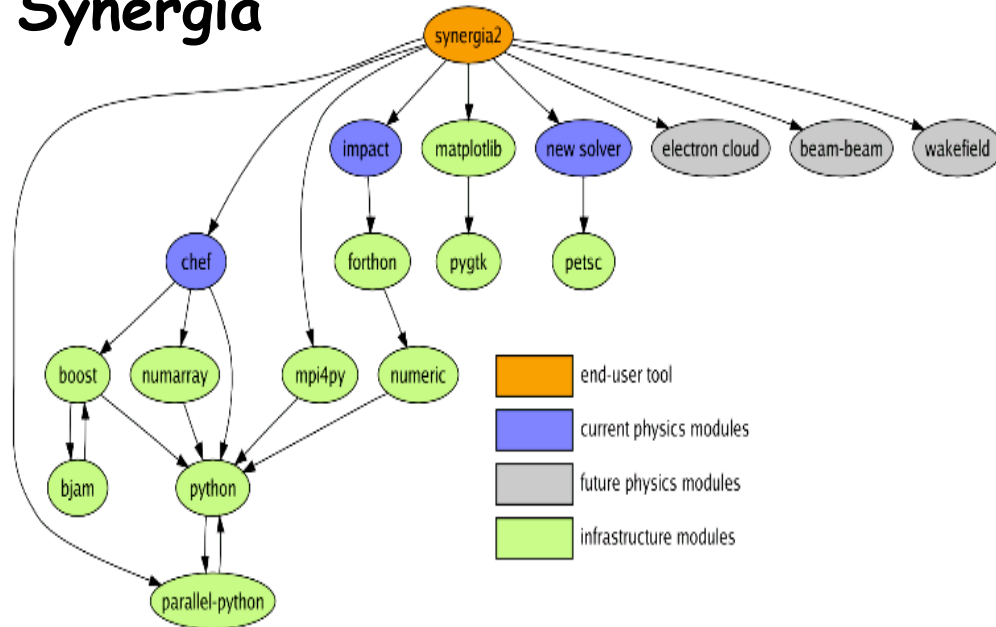 Synergia
synergia2
impact
matplotlib
new solver
electron cloud
beam-beam
wakefield
chef
forthon
pygtk
petsc
boost
numarray
mpi4py
numeric
end-user tool
current physics modules
bjam
python
future physics modules
infrastructure modules
parallel-python